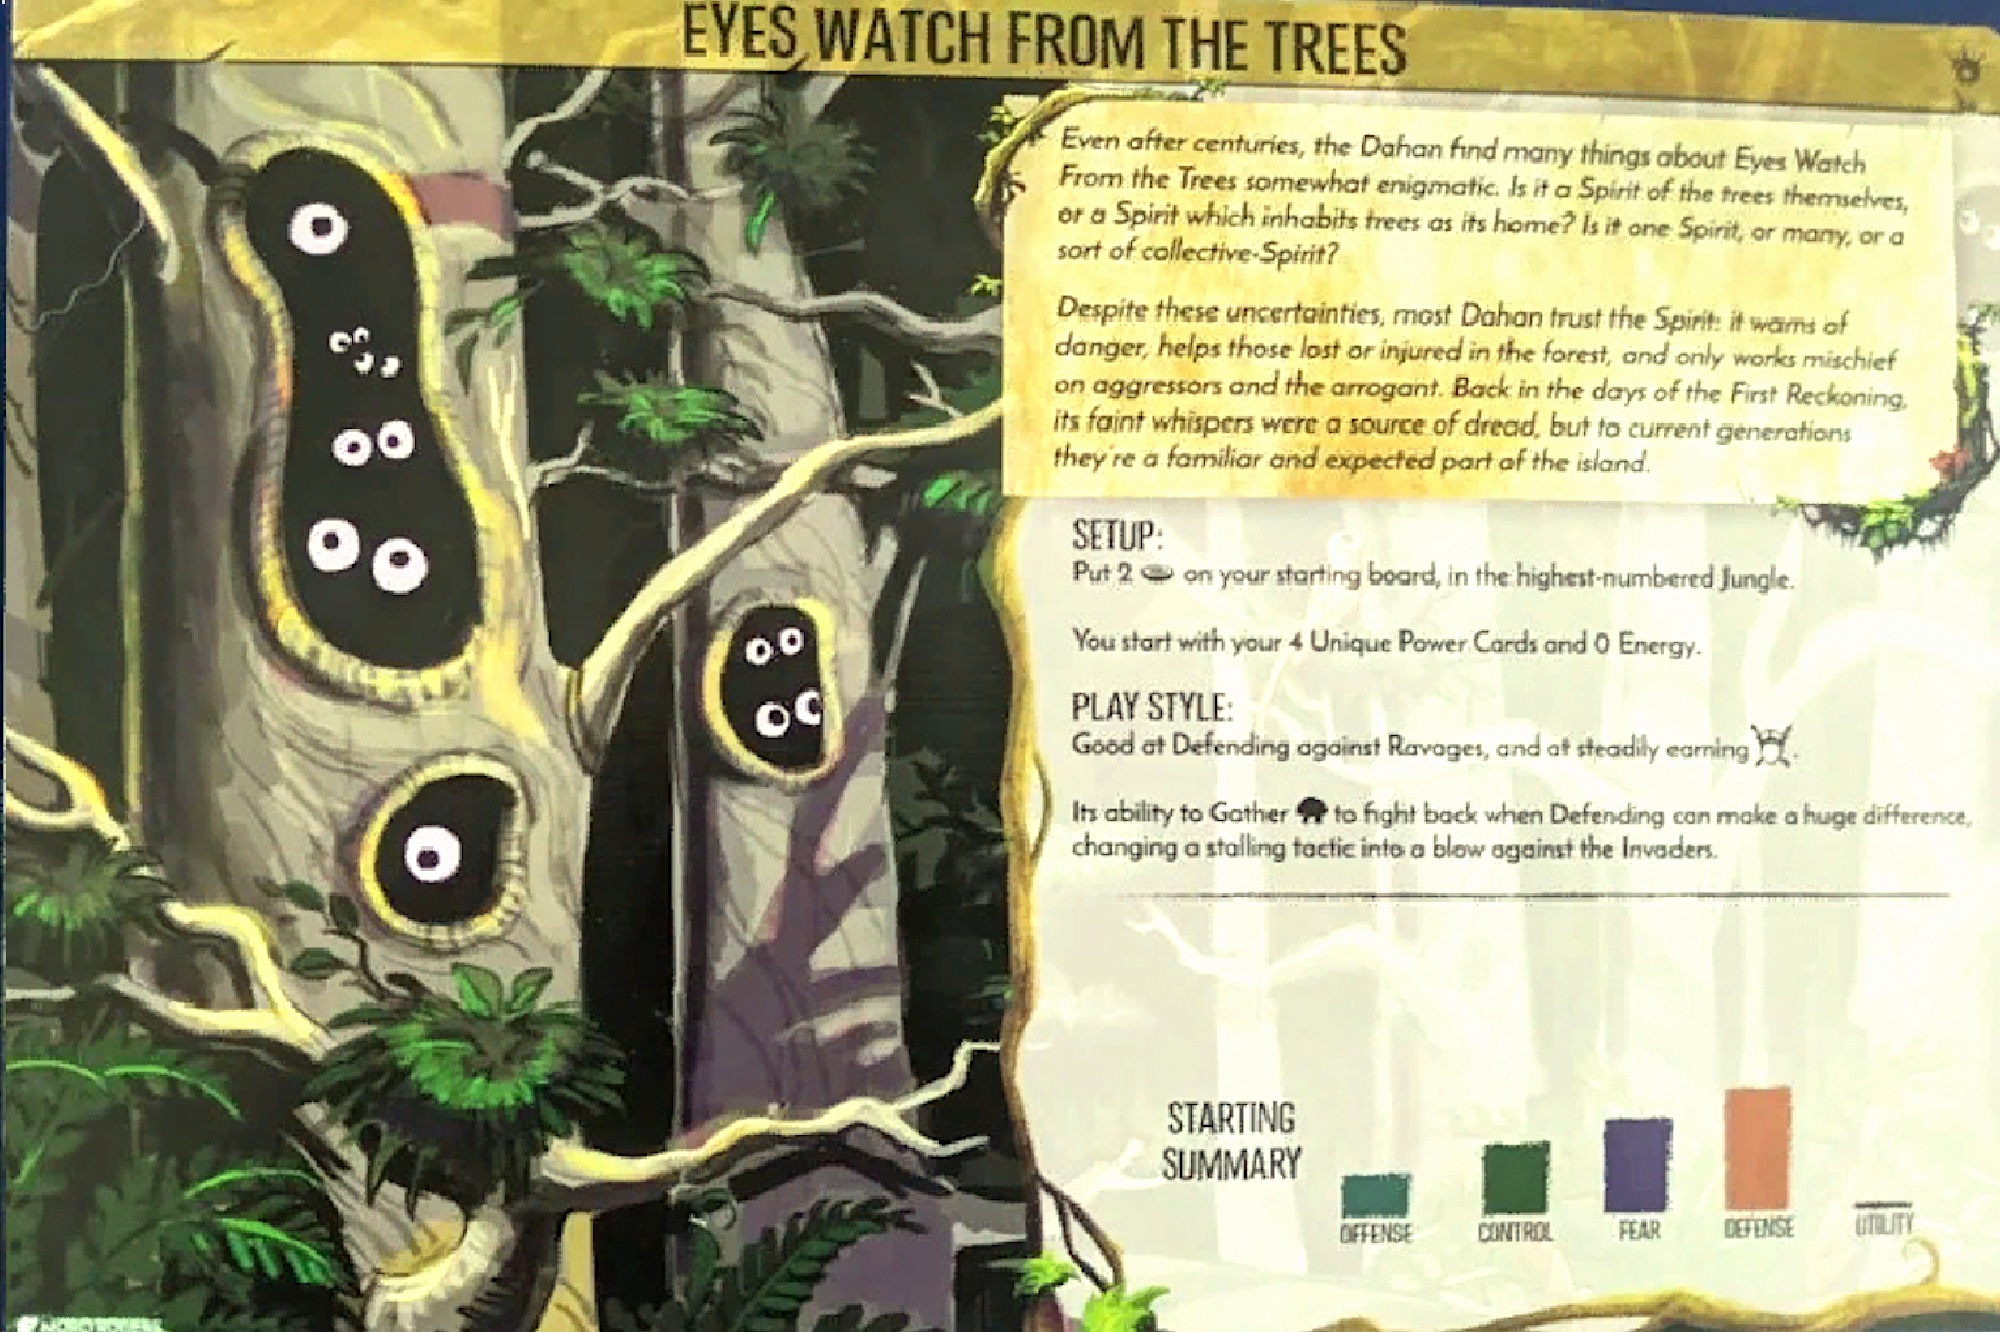 EYES WATCH FROM THE TREES
Even after centuries, the Dahan find many things about Eyes Watch
From the Trees somewhat enigmatic. Is it a Spirit of the trees themselves,
or a Spirit which inhabits trees as its home? Is it one Spirit, or many, or a
sort of collective-Spirit?
Despite these uncertainties, most Dahan trust the Spirit: it warns of
danger, helps those lost or injured in the forest, and only works mischief
on aggressors and the arrogant. Back in the days of the First Reckoning,
its faint whispers were a source of dread, but to current generations
they're a familiar and expected part of the island.
SETUP:
Put 2 on your starting board, in the highest-numbered Jungle.
You start with your 4 Unique Power Cards and 0 Energy.
PLAY STYLE:
Good at Defending against Ravages, and at steadily earning .
Its ability to Gather to fight back when Defending can make a huge difference,
changing a stalling tactic into a blow against the Invaders.
STARTING
SUMMARY
OFFENSE CONTROL FEAR DEFENSE UTILITY